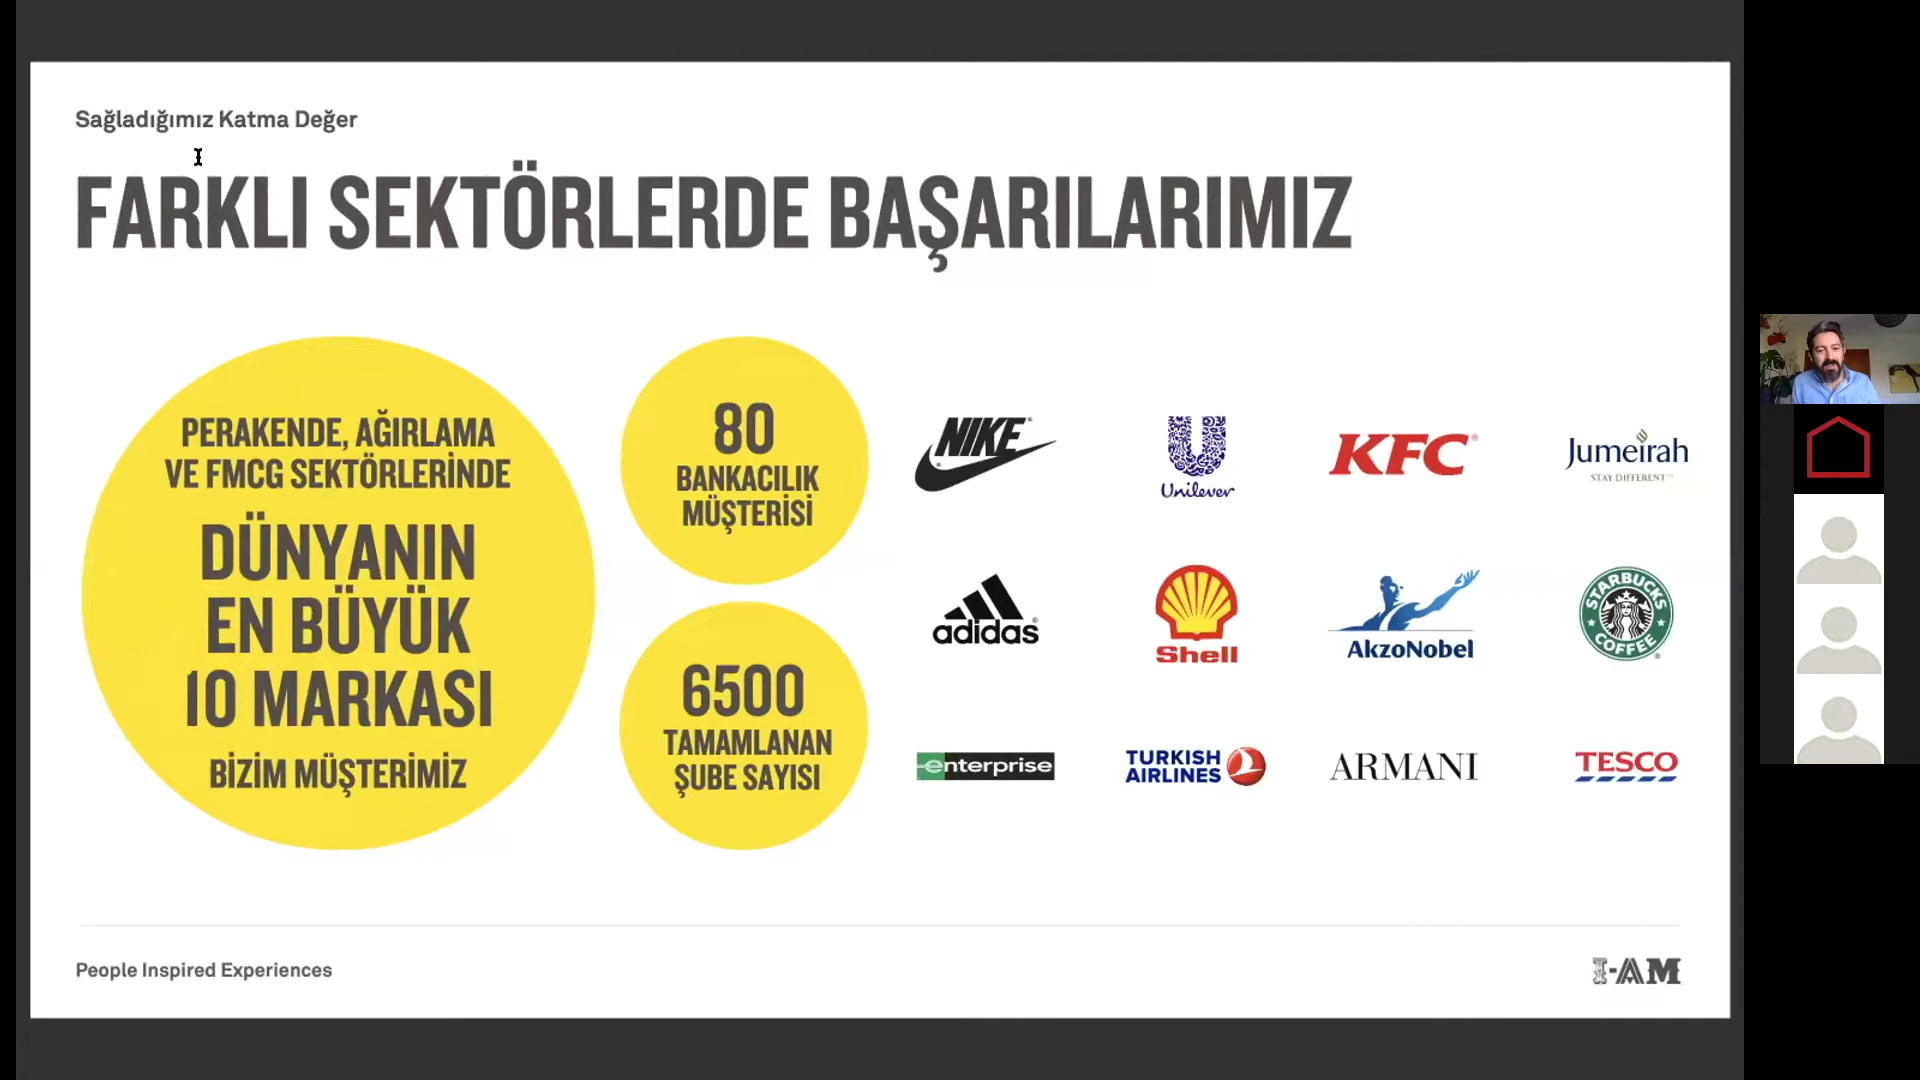 Sağladığımız Katma Değer
FARKLI SEKTÖRLERDE BAŞARILARIMIZ
PERAKENDE, AĞIRLAMA
VE FMCG SEKTÖRLERİNDE
DÜNYANIN
EN BÜYÜK
10 MARKASI
BİZİM MÜŞTERİMİZ
80
BANKACILIK
MÜŞTERİSİ
6500
TAMAMLANAN
ŞUBE SAYISI
NIKE
Unilever
KFC
Jumeirah
STAY DIFFERENT™
adidas
Shell
AkzoNobel
STARBUCKS
COFFEE
enterprise
TURKISH
AIRLINES
ARMANI
TESCO
People Inspired Experiences
I-AM